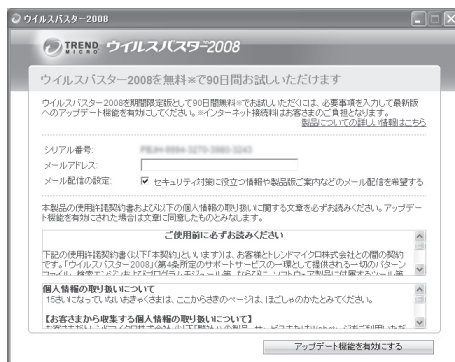 ウイルスバスター2008
TREND MICRO ウイルスバスター2008
ウイルスバスター2008を無料※で90日間お試しいただけます
ウイルスバスター2008を期間限定版として90日間無料※でお試しいただくには、必要事項を入力して最新版
へのアップデート機能を有効にしてください。※インターネット接続料はお客さまのご負担となります。
製品についての詳しい情報はこちら
シリアル番号:
メールアドレス:
メール配信の設定: セキュリティ対策に役立つ情報や製品版ご案内などのメール配信を希望する
本製品の使用許諾契約書および以下の個人情報の取り扱いに関する文章を必ずお読みください。アップデー
ト機能を有効にされた場合は文章に同意したものとみなします。
ご使用前に必ずお読みください
下記の使用許諾契約書(以下「本契約」といいます)は、お客様とトレンドマイクロ株式会社との間の契約
です。「ウイルスバスター2008」(第4条所定のサポートサービスの一環として提供される一切のパターン
個人情報の取り扱いについて
15さいになっていないおきゃくさまは、ここからさきのページは、ほごしゃのかたとみてください。
【お客さまから収集する個人情報の取り扱いについて】
アップデート機能を有効にする